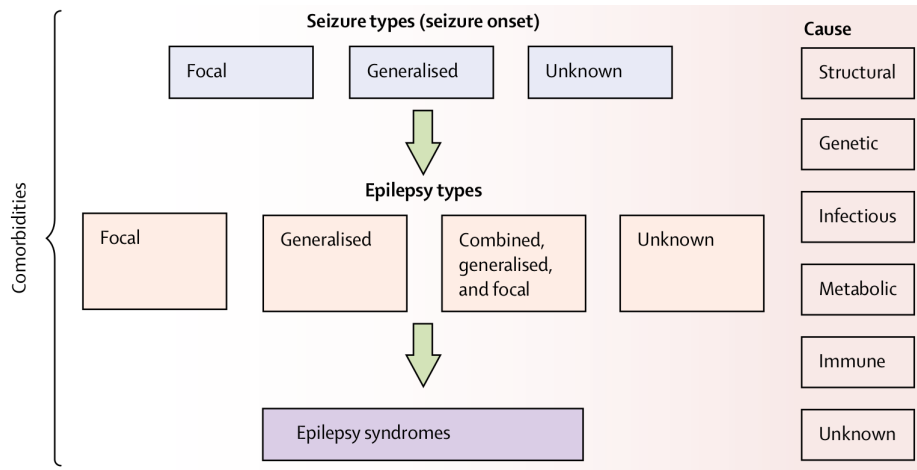 Seizure types (seizure onset)
Focal
Generalised
Unknown
Epilepsy types
Focal
Generalised
Combined,
generalised,
and focal
Unknown
Epilepsy syndromes
Comorbidities
Cause
Structural
Genetic
Infectious
Metabolic
Immune
Unknown